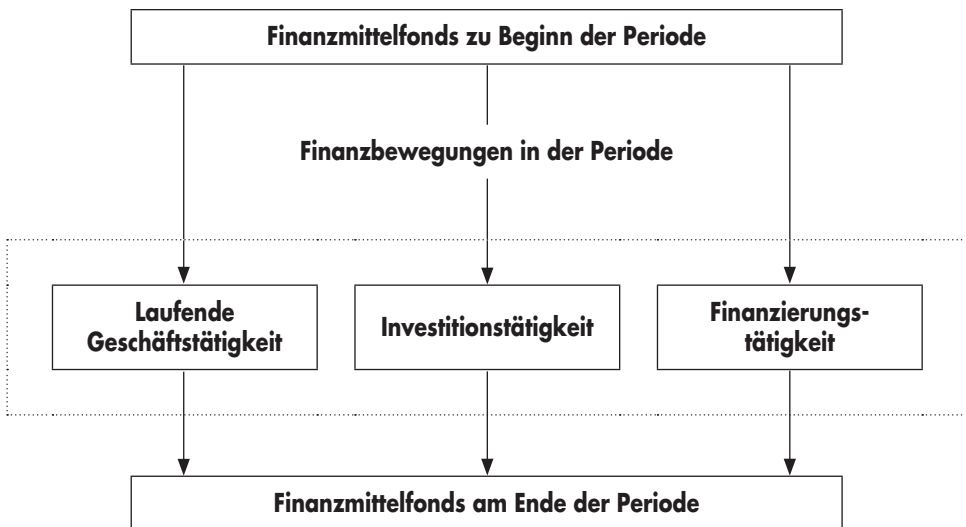 Finanzmittelfonds zu Beginn der Periode
Finanzbewegungen in der Periode
Laufende
Geschäftstätigkeit
Investitionstätigkeit
Finanzierungs-
tätigkeit
Finanzmittelfonds am Ende der Periode